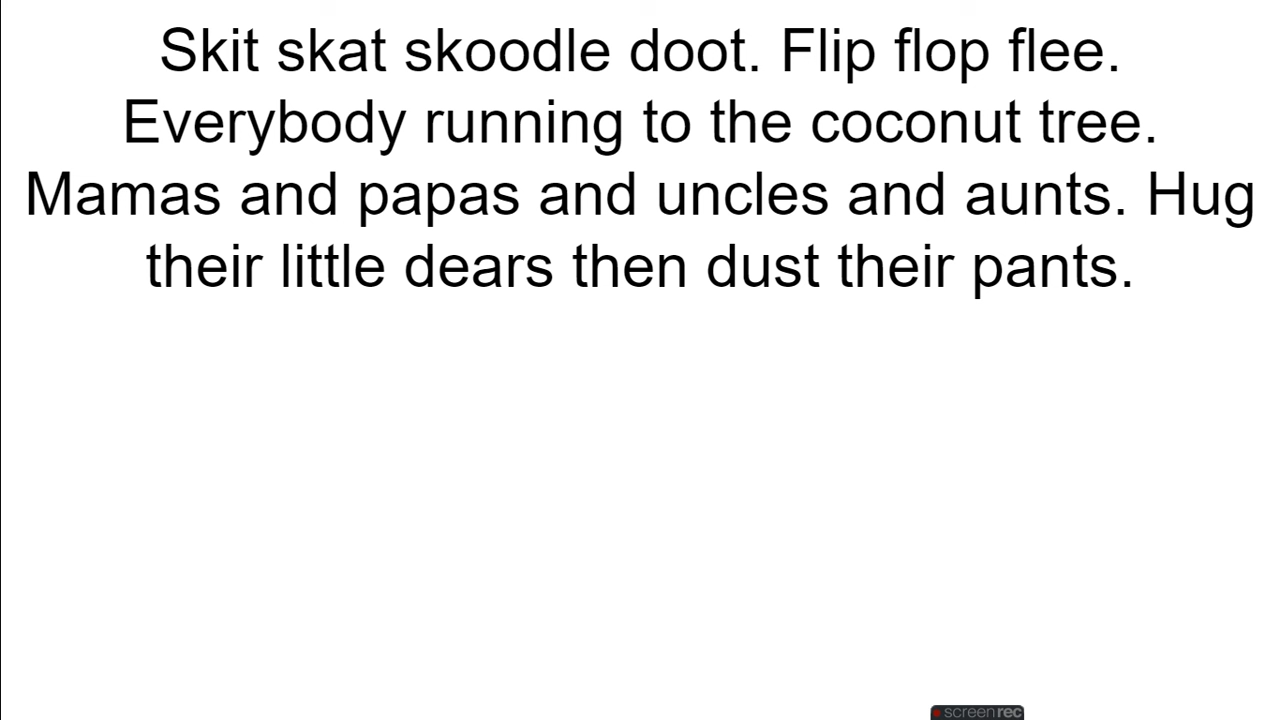 Skit skat skoodle doot. Flip flop flee.
Everybody running to the coconut tree.
Mamas and papas and uncles and aunts. Hug
their little dears then dust their pants.
screenrec